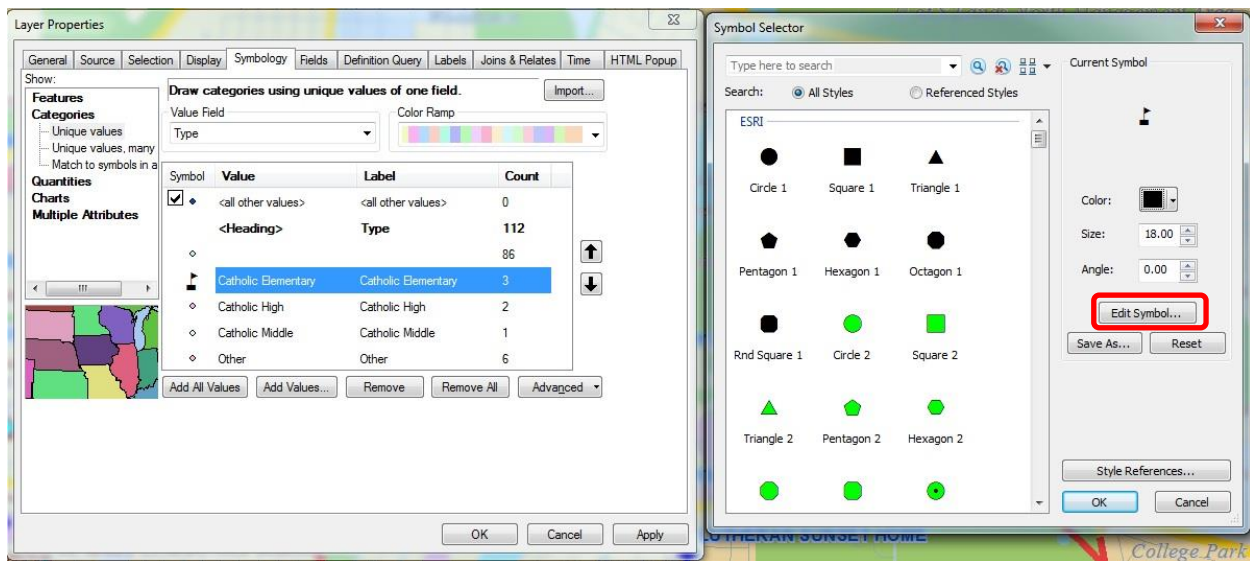 Layer Properties
General Source Selection Display Symbology Fields Definition Query Labels Joins & Relates Time HTML Popup
Show:
Features
Categories
Unique values
Unique values, many
Match to symbols in a
Quantities
Charts
Multiple Attributes
Draw categories using unique values of one field.
Import...
Value Field
Color Ramp
Type
Symbol Value Label Count
<all other values> <all other values> 0
<Heading> Type 112
86
Catholic Elementary Catholic Elementary 3
Catholic High Catholic High 2
Catholic Middle Catholic Middle 1
Other Other 6
Add All Values Add Values... Remove Remove All Advanced
OK Cancel Apply
Symbol Selector
Type here to search
Search: All Styles Referenced Styles
ESRI
Circle 1 Square 1 Triangle 1
Pentagon 1 Hexagon 1 Octagon 1
Rnd Square 1 Circle 2 Square 2
Triangle 2 Pentagon 2 Hexagon 2
Current Symbol
Color:
Size: 18.00
Angle: 0.00
Edit Symbol...
Save As... Reset
Style References...
OK Cancel
LUTHERAN SUNSET HOME
College Park